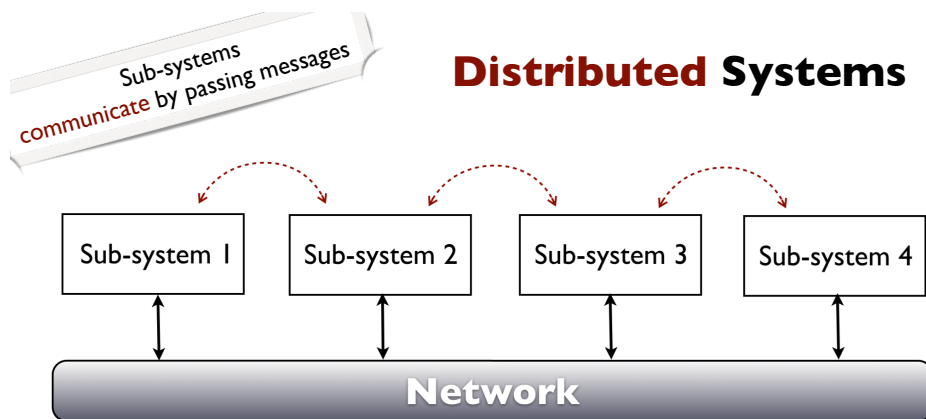 Sub-systems
communicate by passing messages
Distributed Systems
Sub-system 1
Sub-system 2
Sub-system 3
Sub-system 4
Network